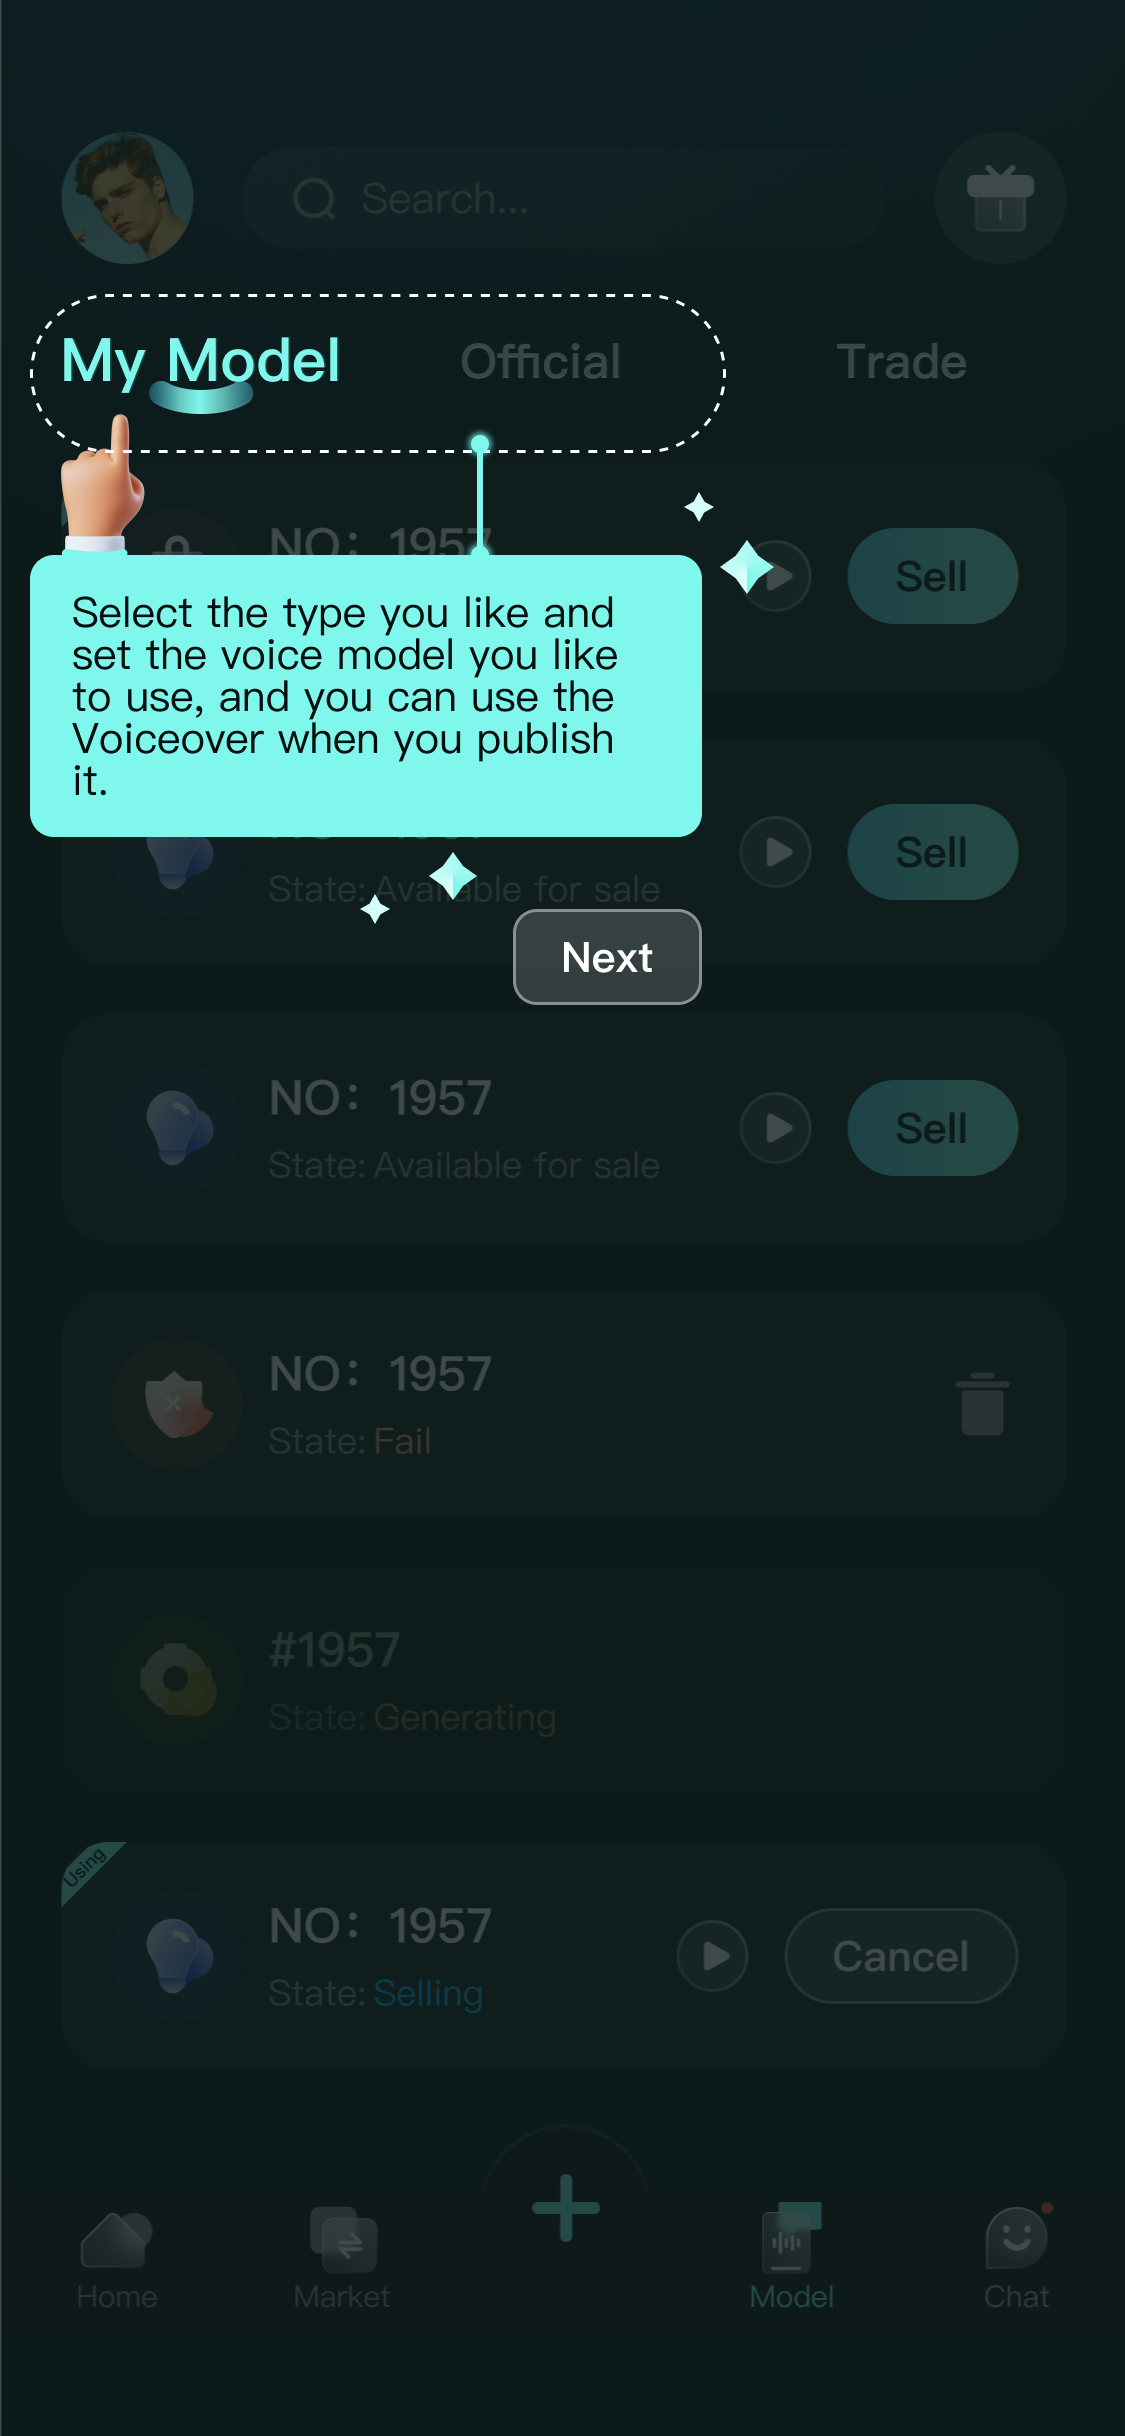 Search...
My Model Official Trade
NO: 1957
Sell
Select the type you like and
set the voice model you like
to use, and you can use the
Voiceover when you publish
it.
Sell
State: Available for sale
Next
NO: 1957
State: Available for sale
Sell
NO: 1957
State: Fail
#1957
State: Generating
Using
NO: 1957
State: Selling
Cancel
Home Market Model Chat